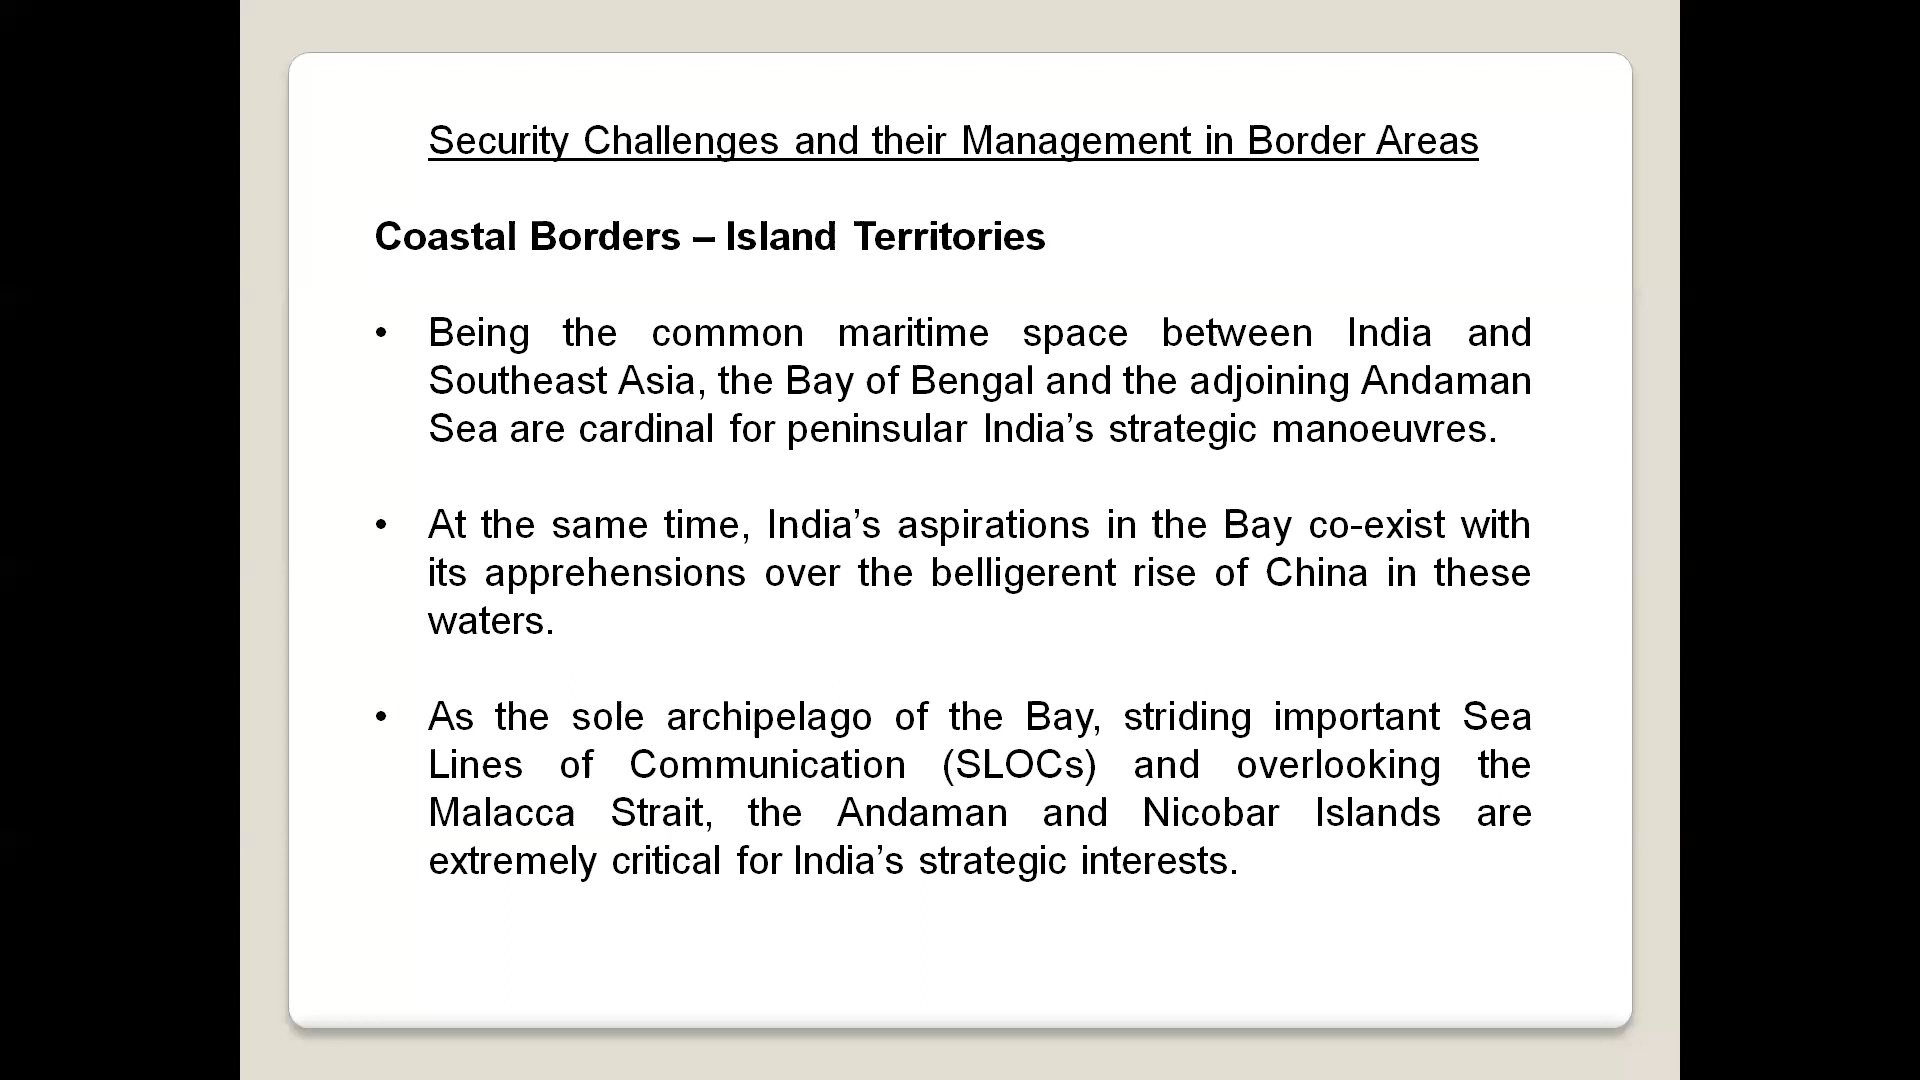 Security Challenges and their Management in Border Areas
Coastal Borders – Island Territories
• Being the common maritime space between India and
Southeast Asia, the Bay of Bengal and the adjoining Andaman
Sea are cardinal for peninsular India’s strategic manoeuvres.
• At the same time, India’s aspirations in the Bay co-exist with
its apprehensions over the belligerent rise of China in these
waters.
• As the sole archipelago of the Bay, striding important Sea
Lines of Communication (SLOCs) and overlooking the
Malacca Strait, the Andaman and Nicobar Islands are
extremely critical for India’s strategic interests.